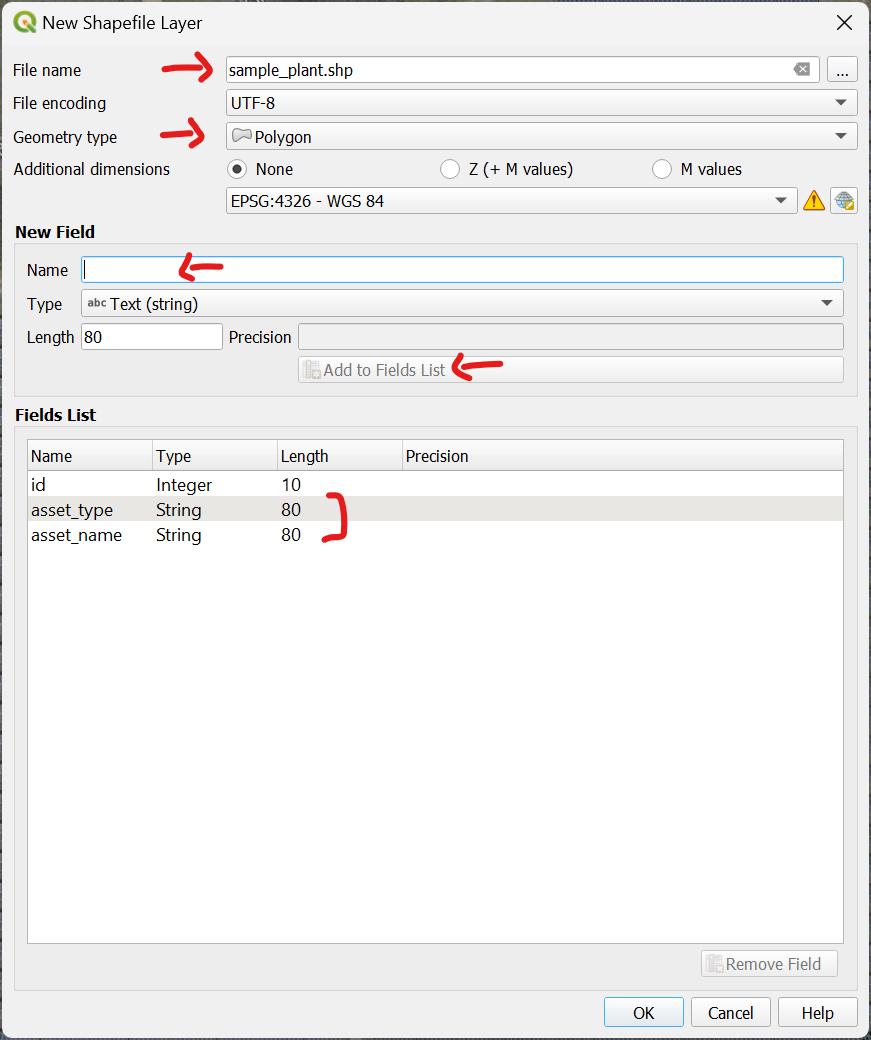 New Shapefile Layer
File name sample_plant.shp ...
File encoding UTF-8
Geometry type Polygon
Additional dimensions None Z (+ M values) M values
EPSG:4326 - WGS 84
New Field
Name
Type abc Text (string)
Length 80 Precision
Add to Fields List
Fields List
Name Type Length Precision
id Integer 10
asset_type String 80
asset_name String 80
Remove Field
OK Cancel Help